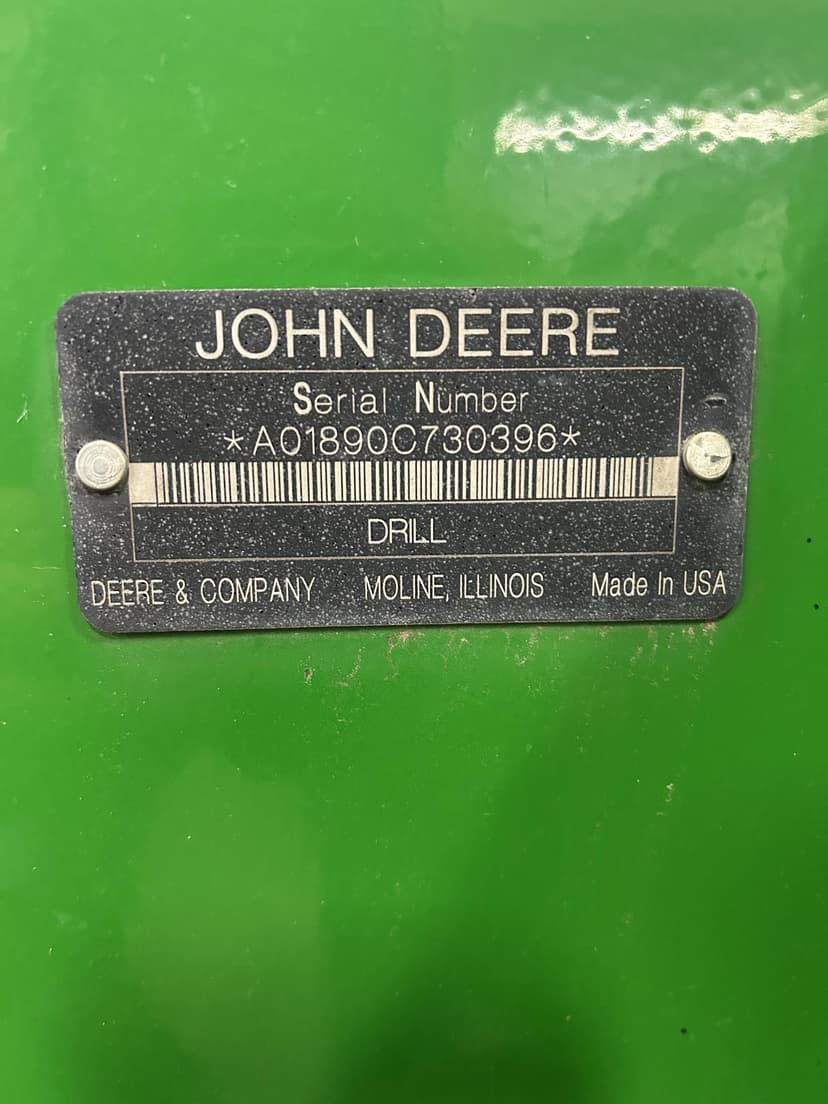 JOHN DEERE
Serial Number
*A01890C730396*
DRILL
DEERE & COMPANY MOLINE, ILLINOIS Made In USA